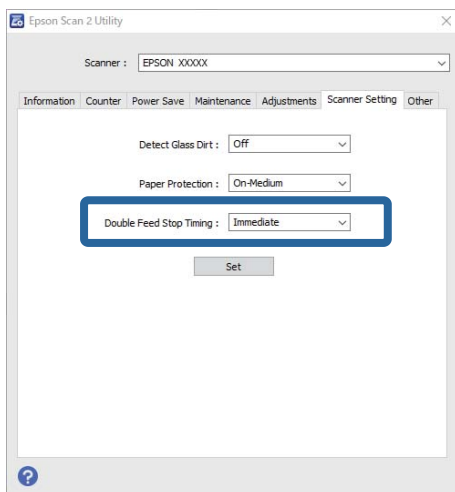 Epson Scan 2 Utility
Scanner : EPSON XXXXX
Information Counter Power Save Maintenance Adjustments Scanner Setting Other
Detect Glass Dirt : Off
Paper Protection : On-Medium
Double Feed Stop Timing : Immediate
Set
?